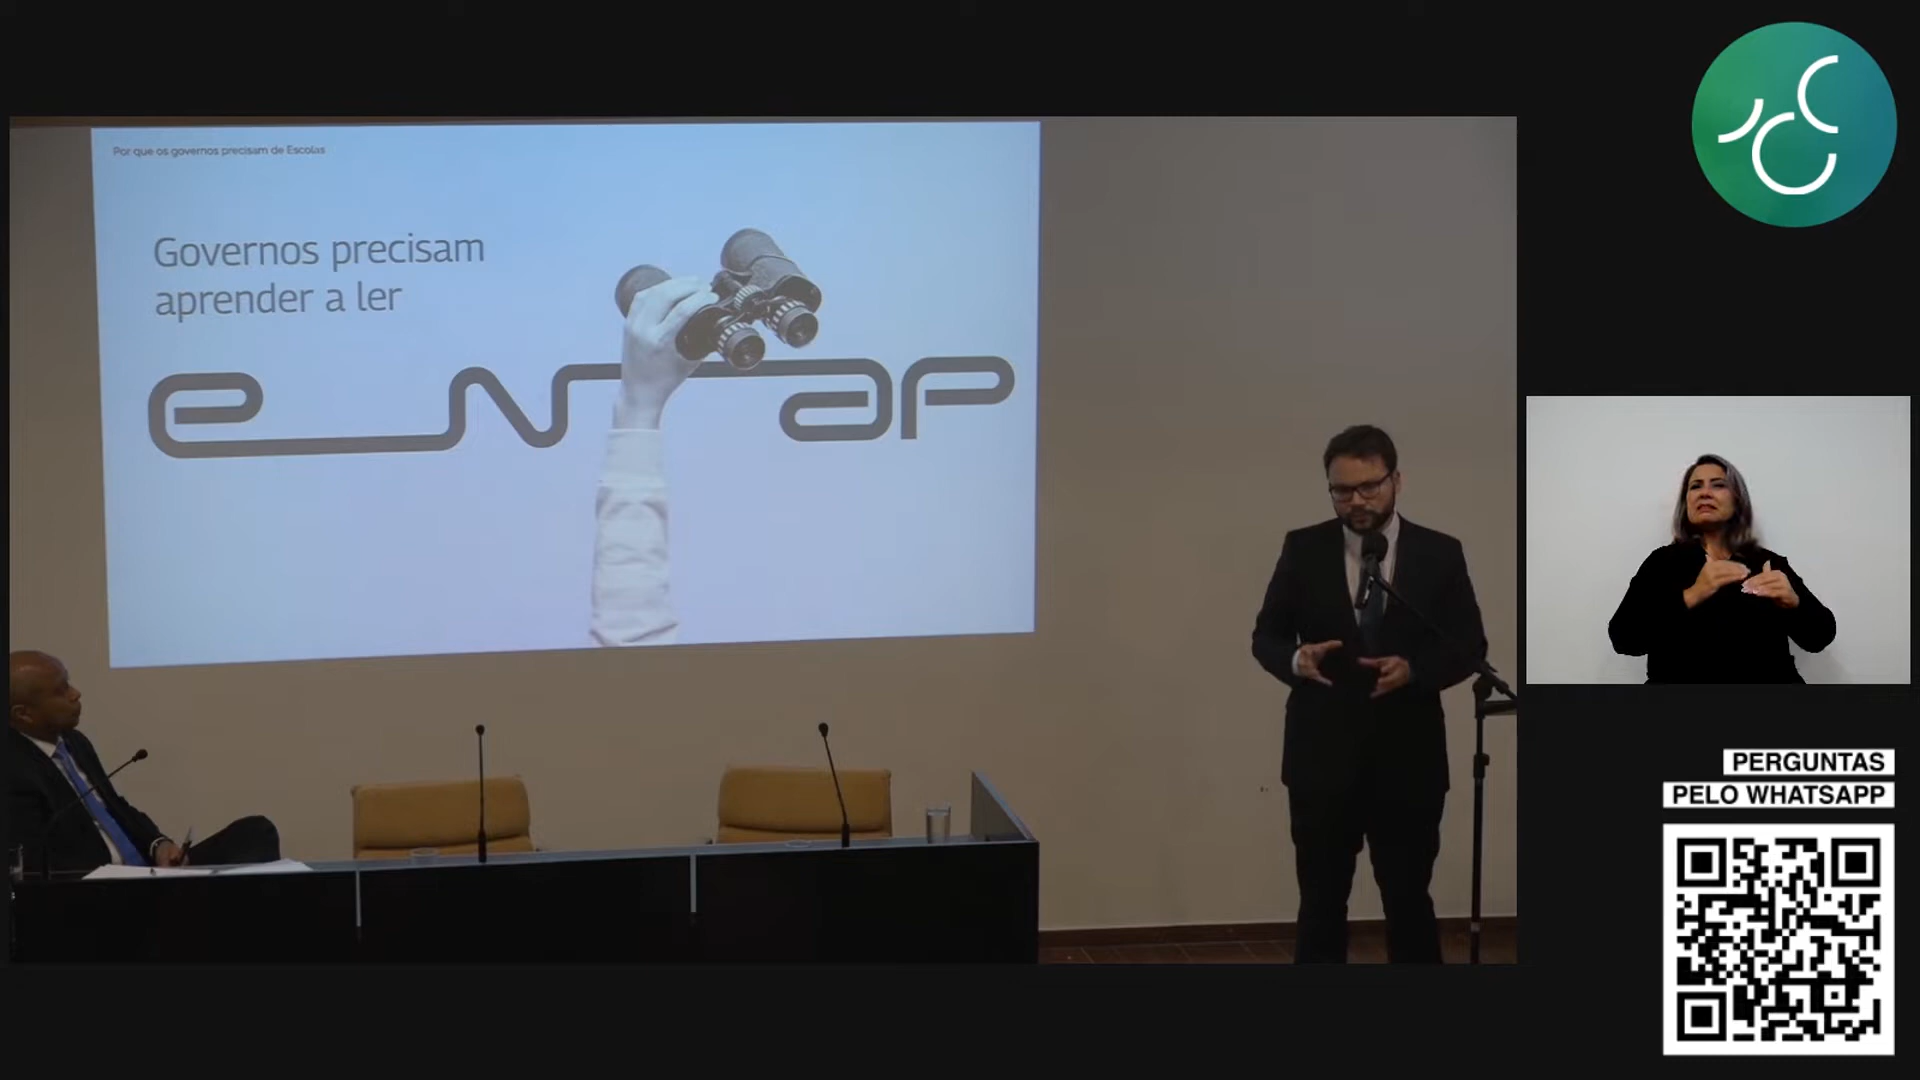 Por que os governos precisam de Escolas
Governos precisam
aprender a ler
enap
PERGUNTAS
PELO WHATSAPP